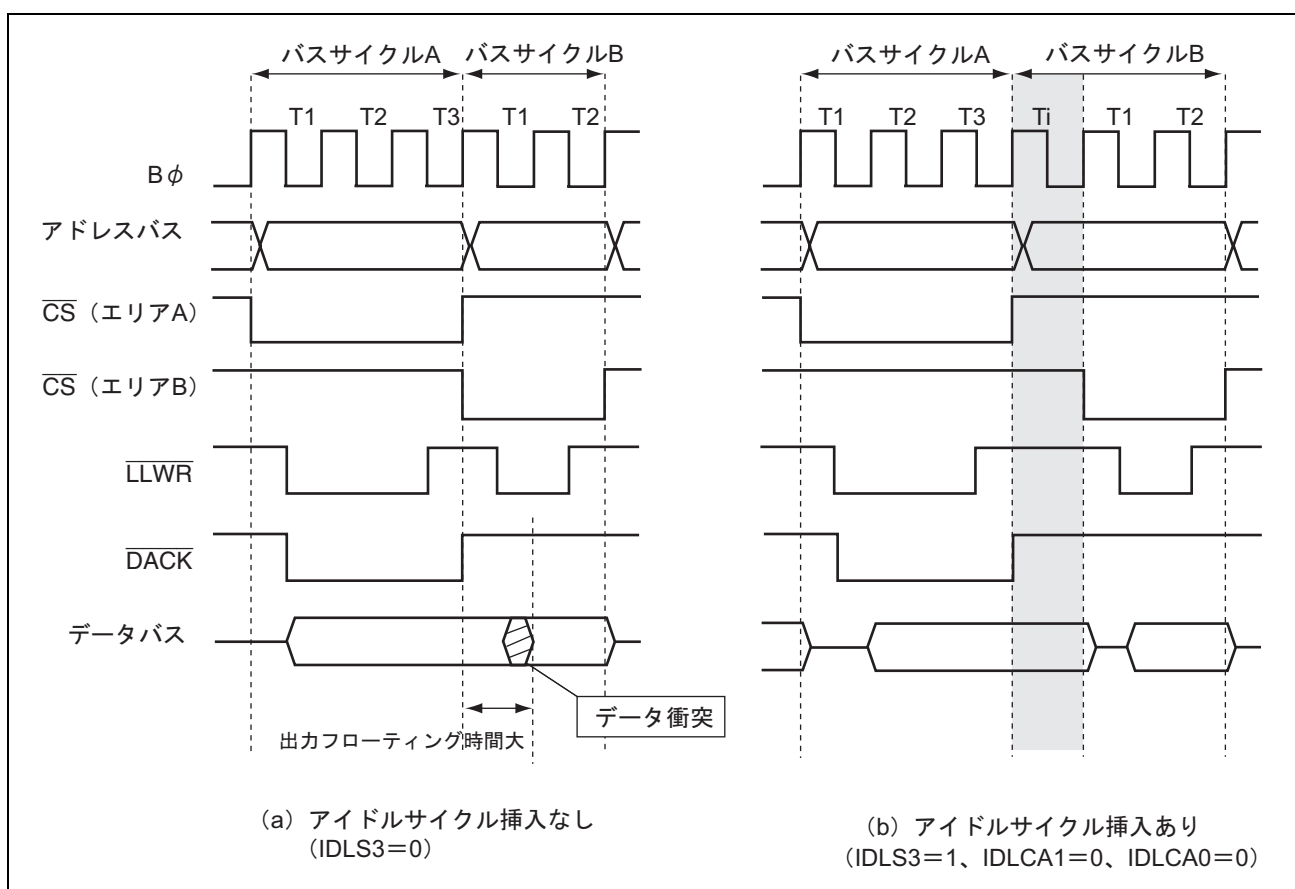 バスサイクルA バスサイクルB
T1 T2 T3 T1 T2
Bφ
アドレスバス
CS（エリアA）
CS（エリアB）
LLWR
DACK
データバス
データ衝突
出力フローティング時間大
（a）アイドルサイクル挿入なし
（IDLS3＝0）
バスサイクルA バスサイクルB
T1 T2 T3 Ti T1 T2
（b）アイドルサイクル挿入あり
（IDLS3＝1、IDLCA1＝0、IDLCA0＝0）